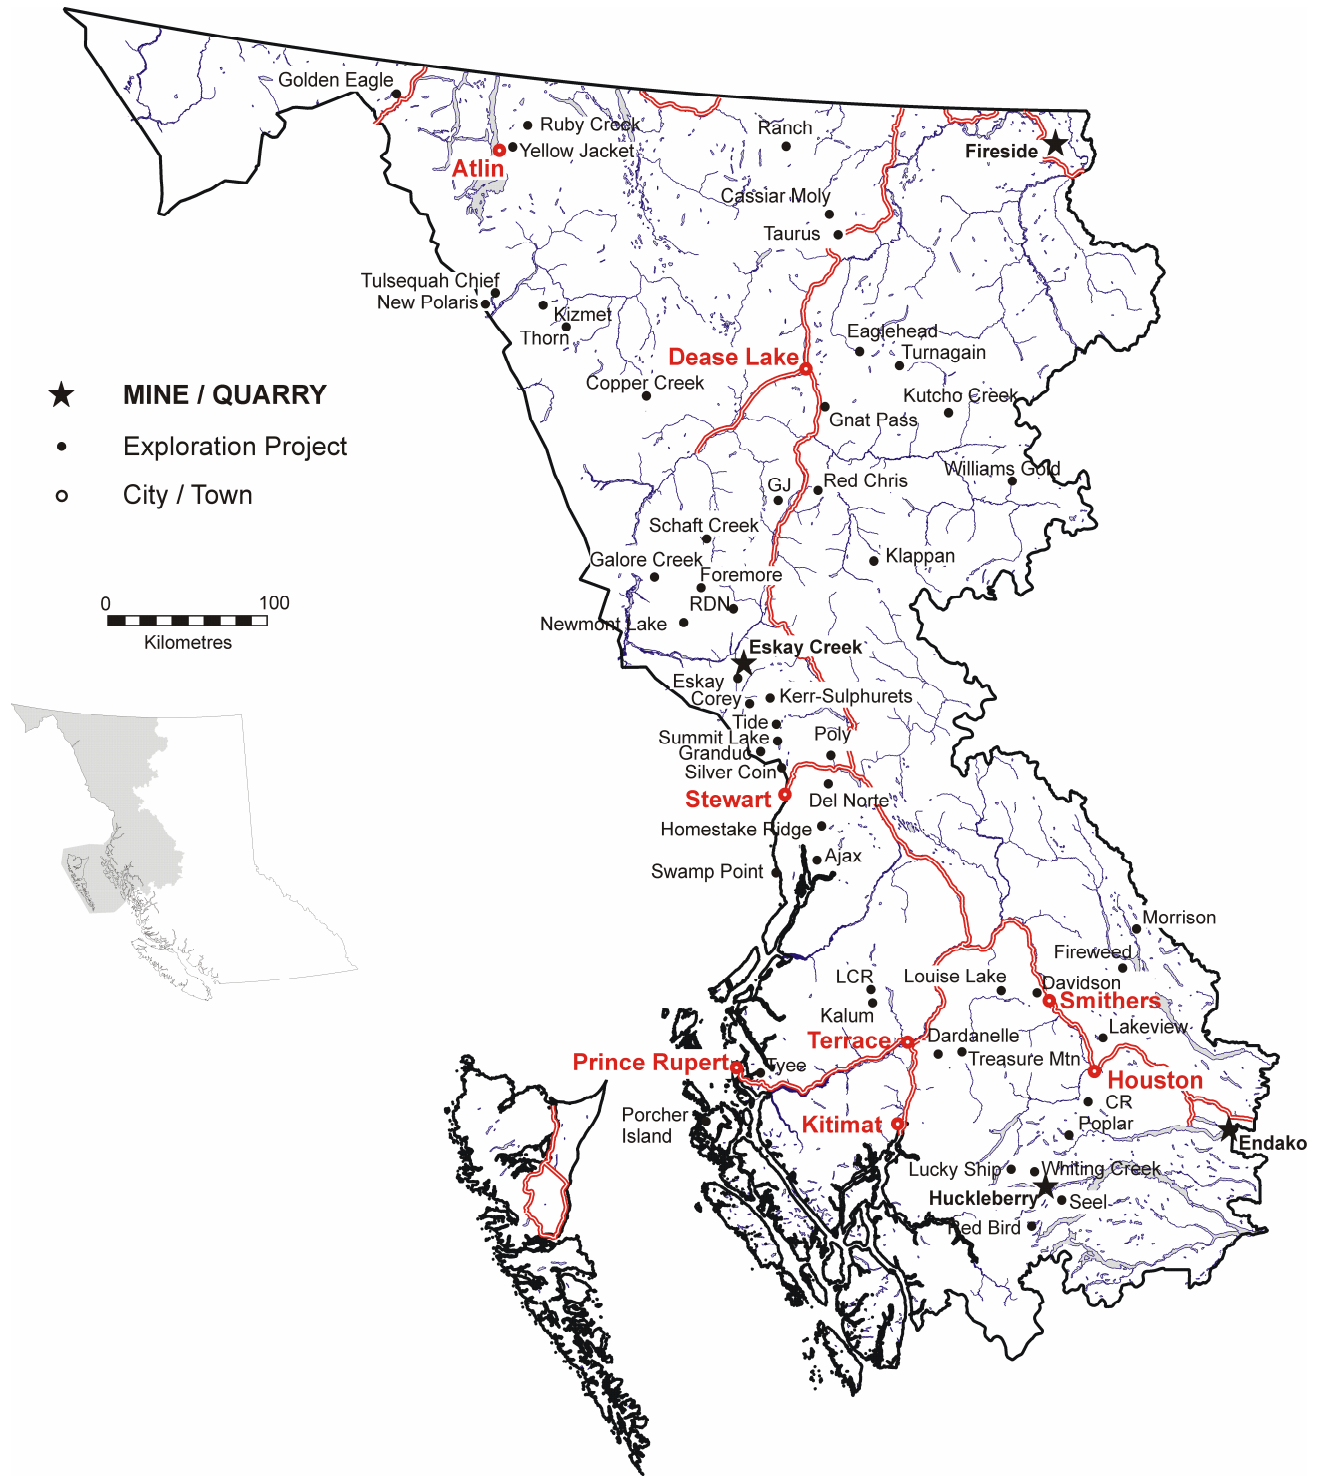 Golden Eagle
Ruby Creek
Ranch
Yellow Jacket
Fireside
Atlin
Cassiar Moly
Taurus
Tulsequah Chief
New Polaris
Kizmet
Thorn
Eaglehead
Turnagain
Dease Lake
Copper Creek
Kutcho Creek
Gnat Pass
MINE / QUARRY
Exploration Project
City / Town
Williams Gold
GJ
Red Chris
Schaft Creek
Galore Creek
Klappan
Foremore
RDN
Newmont Lake
0 100
Kilometres
Eskay Creek
Eskay
Corey
Kerr-Sulphurets
Tide
Summit Lake
Poly
Granduc
Silver Coin
Stewart
Del Norte
Homestake Ridge
Ajax
Swamp Point
Morrison
Fireweed
LCR
Louise Lake
Davidson
Smithers
Kalum
Lakeview
Terrace
Dardanelle
Treasure Mtn
Prince Rupert
Tyee
Houston
CR
Porcher
Island
Kitimat
Poplar
Endako
Lucky Ship
Whiting Creek
Huckleberry
Seel
Red Bird